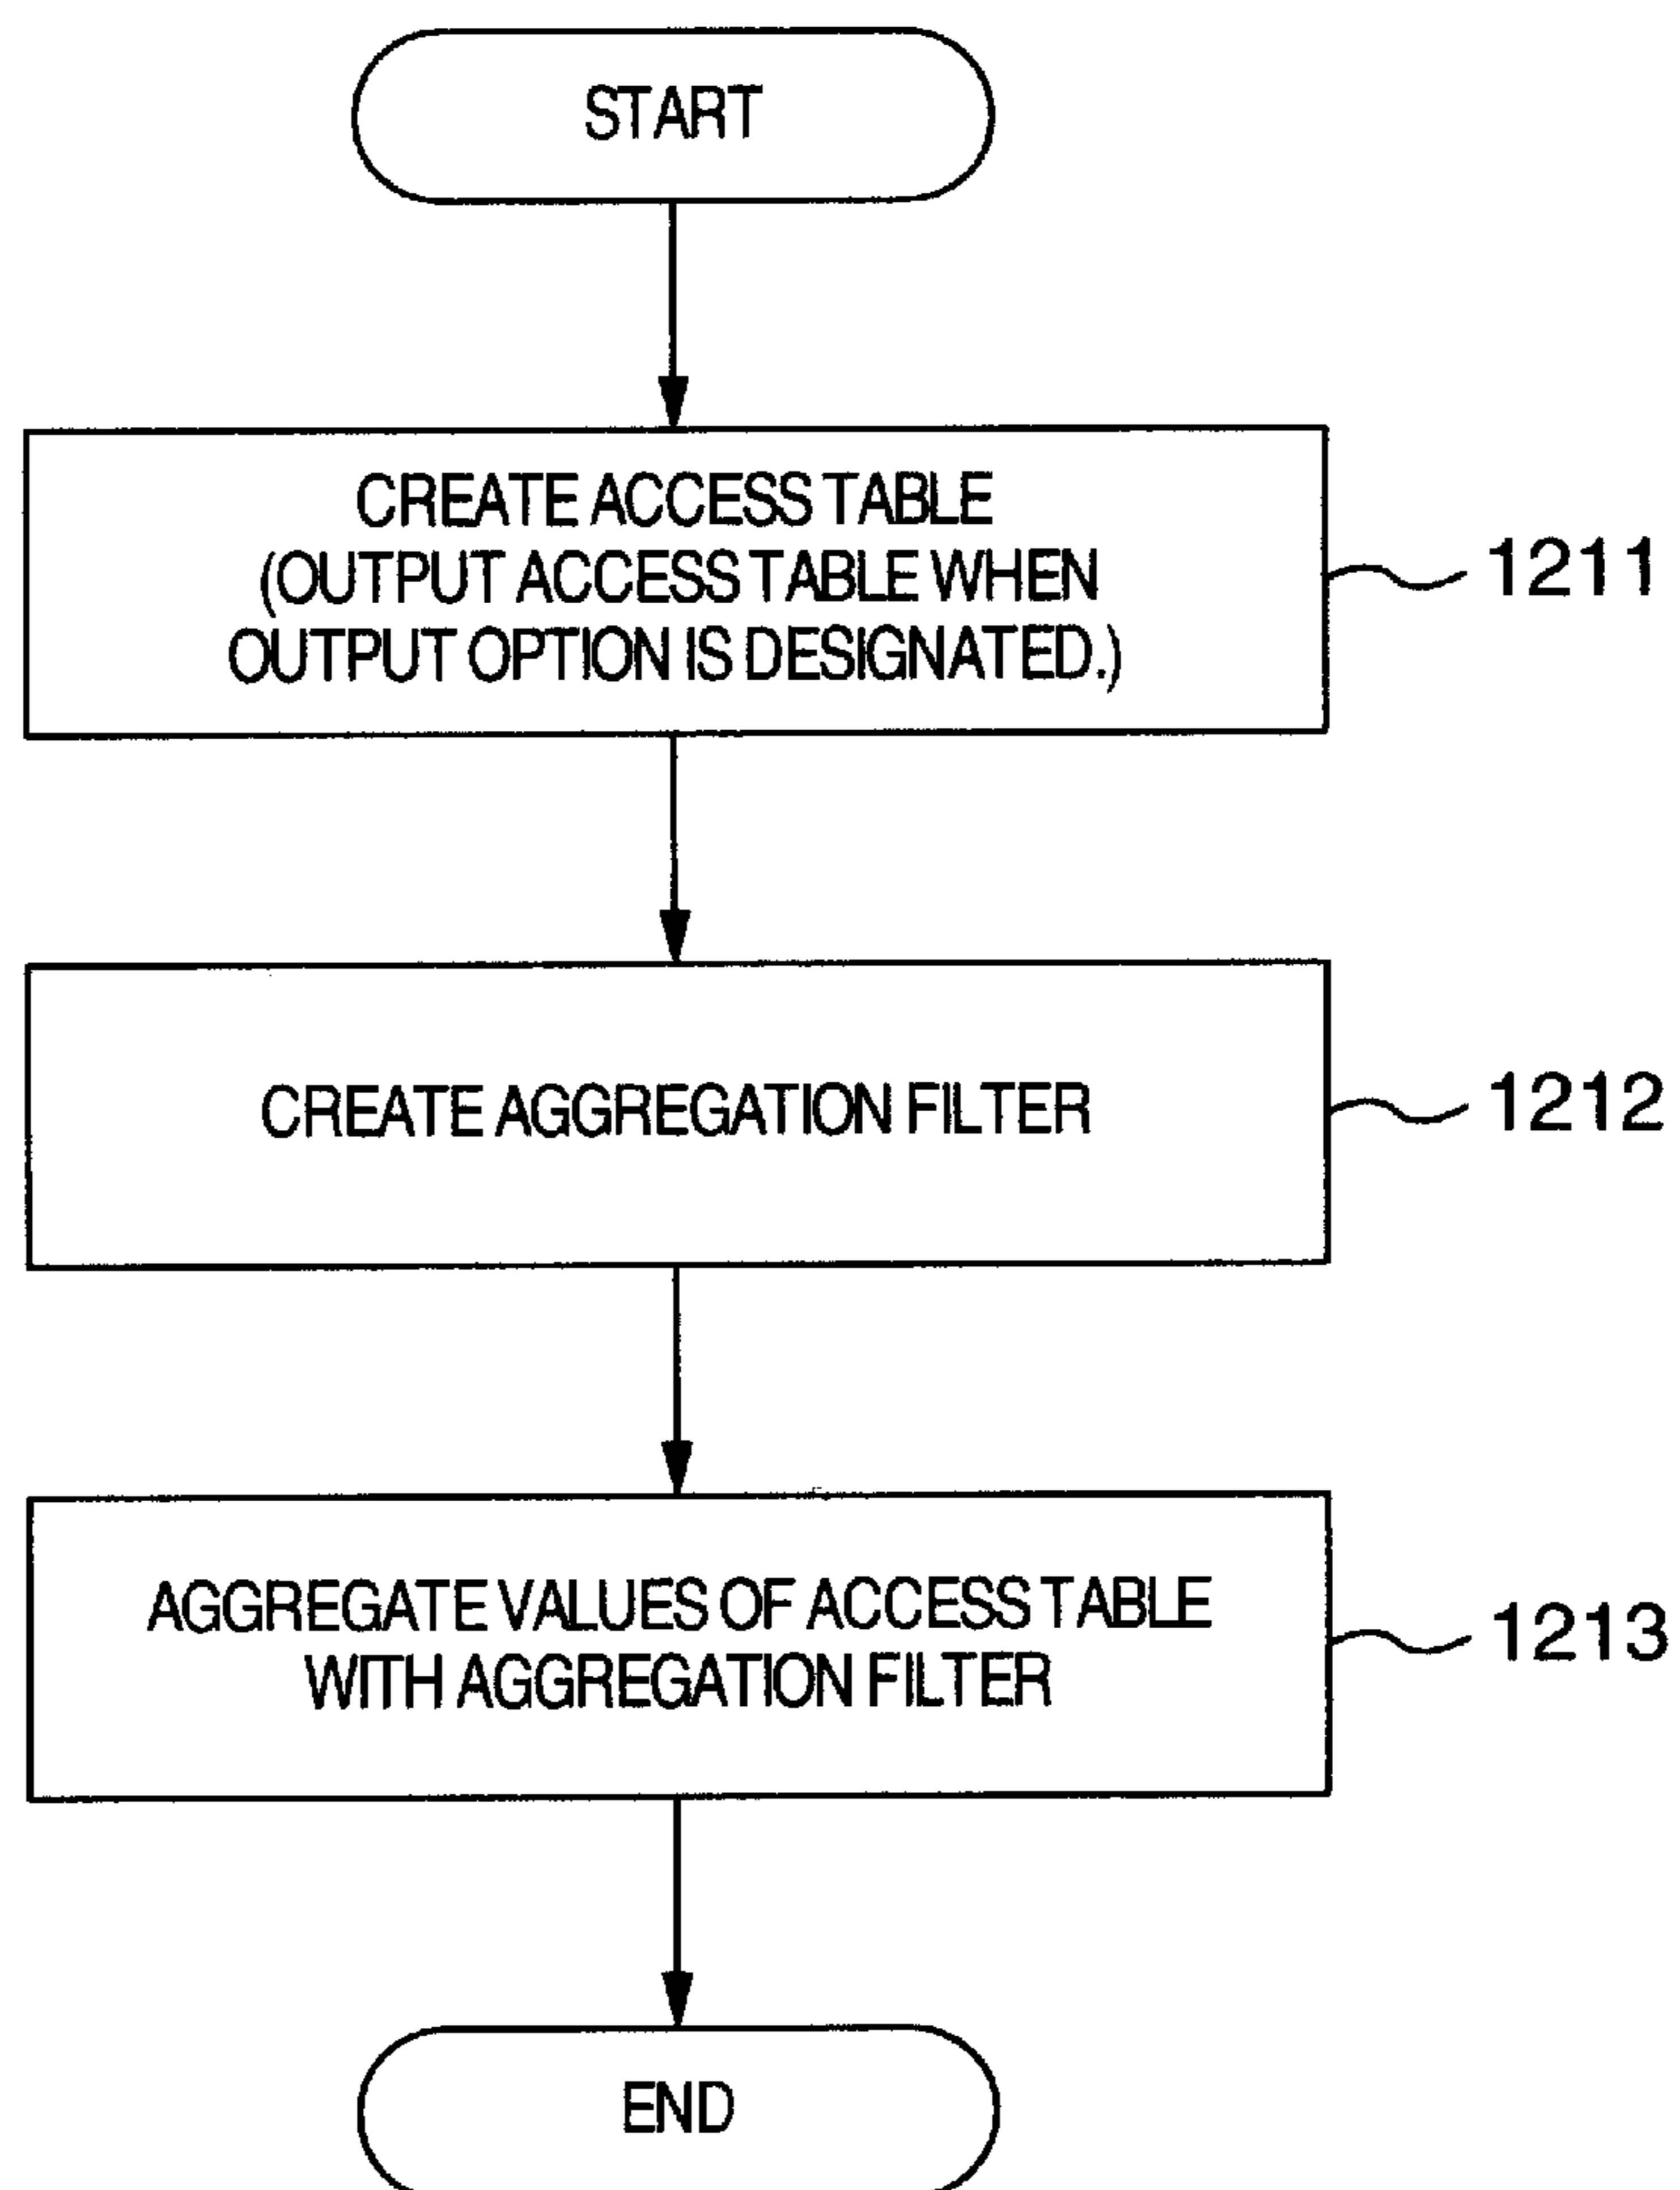 START
CREATE ACCESS TABLE
(OUTPUT ACCESS TABLE WHEN
OUTPUT OPTION IS DESIGNATED.)
1211
CREATE AGGREGATION FILTER
1212
AGGREGATE VALUES OF ACCESS TABLE
WITH AGGREGATION FILTER
1213
END